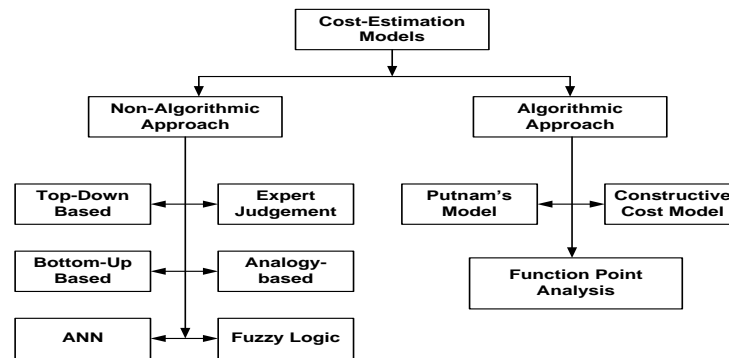 Cost-Estimation
Models
Non-Algorithmic
Approach
Algorithmic
Approach
Top-Down
Based
Expert
Judgement
Putnam's
Model
Constructive
Cost Model
Bottom-Up
Based
Analogy-
based
Function Point
Analysis
ANN
Fuzzy Logic